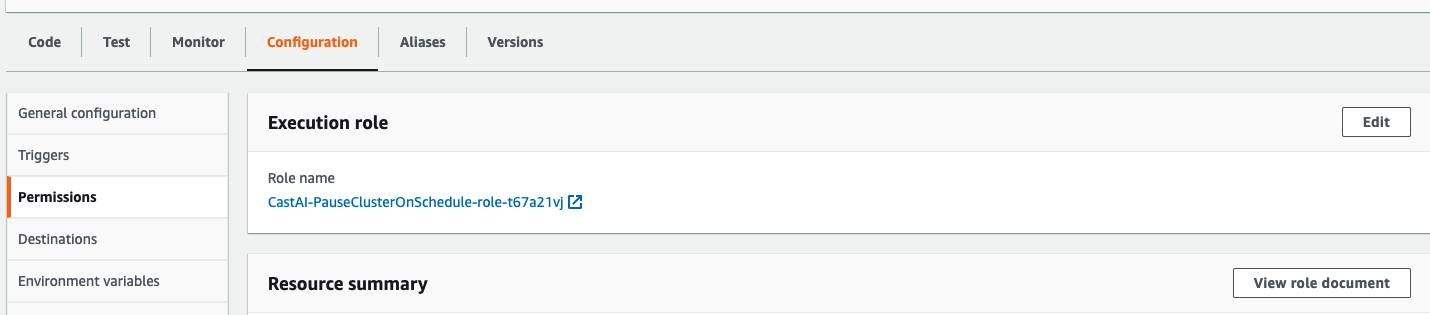 Code Test Monitor Configuration Aliases Versions
General configuration
Triggers
Permissions
Destinations
Environment variables
Execution role Edit
Role name
CastAI-PauseClusterOnSchedule-role-t67a21vj
Resource summary View role document